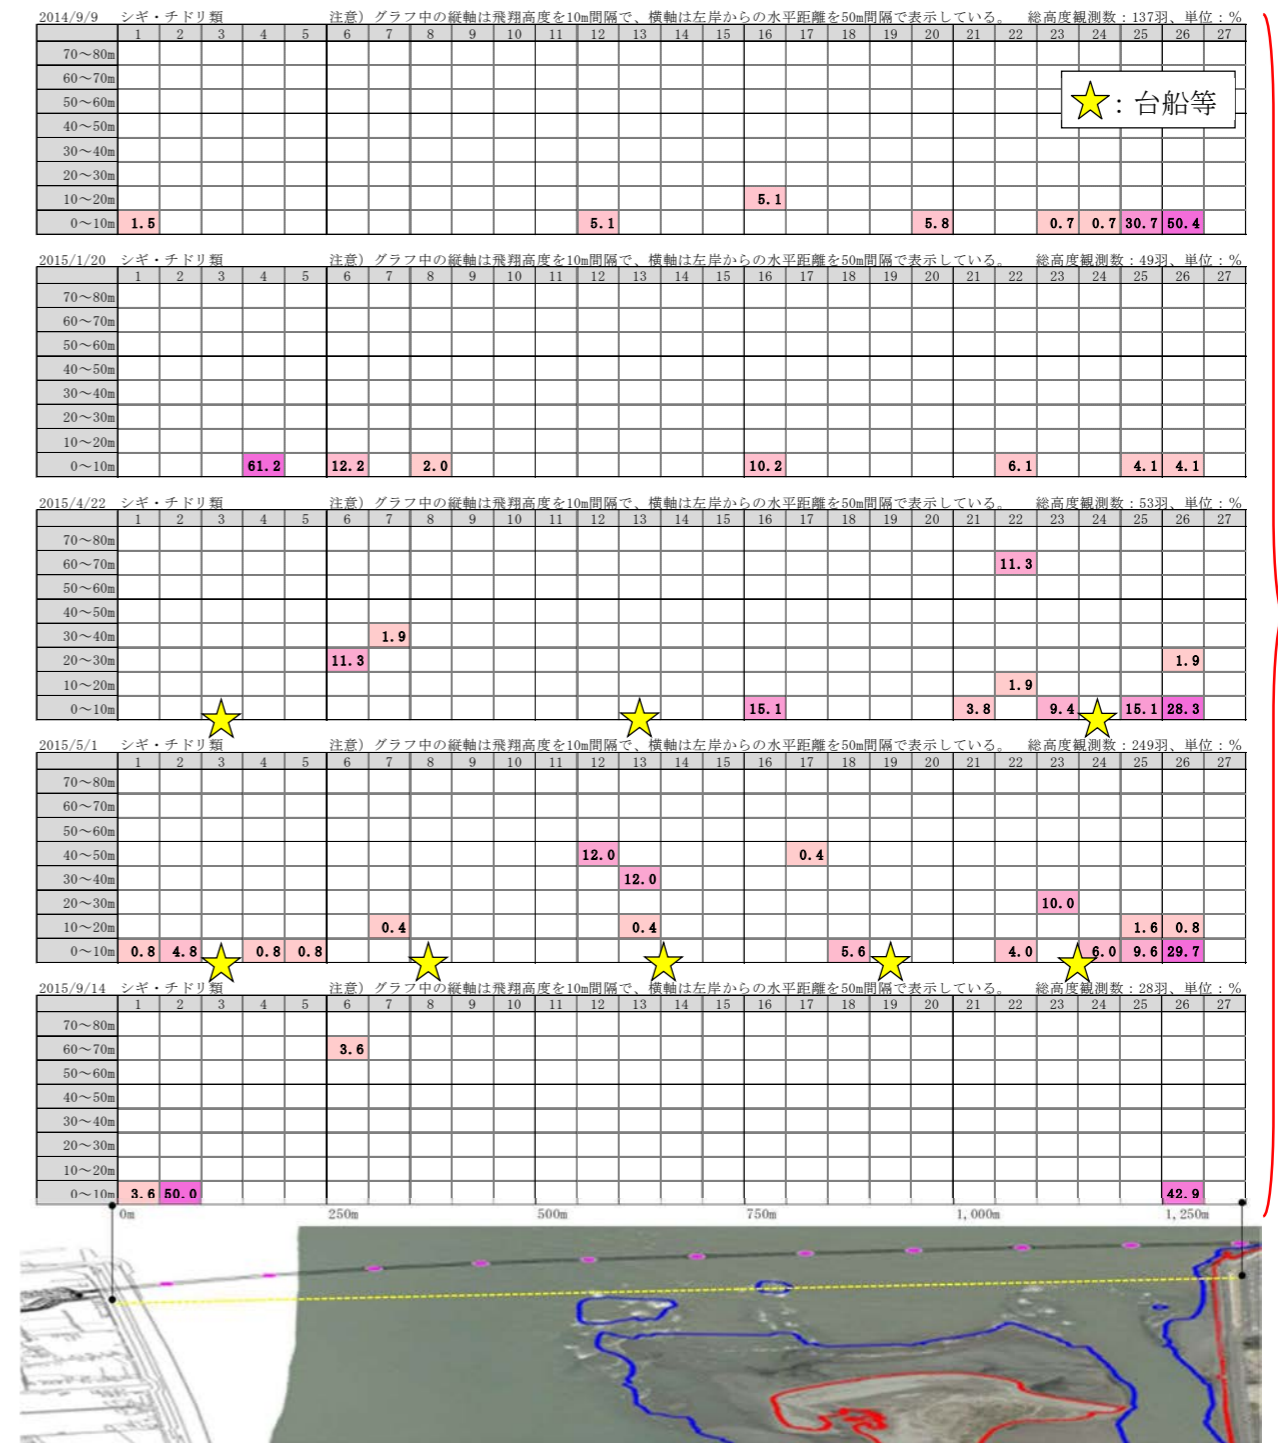 2014/9/9 シギ・チドリ類 注意）グラフ中の縦軸は飛翔高度を10m間隔で、横軸は左岸からの水平距離を50m間隔で表示している。 総高度観測数：137羽、単位：%
1 2 3 4 5 6 7 8 9 10 11 12 13 14 15 16 17 18 19 20 21 22 23 24 25 26 27
70～80m
60～70m
50～60m
☆：台船等
40～50m
30～40m
20～30m
10～20m 5.1
0～10m 1.5 5.1 5.8 0.7 0.7 30.7 50.4
2015/1/20 シギ・チドリ類 注意）グラフ中の縦軸は飛翔高度を10m間隔で、横軸は左岸からの水平距離を50m間隔で表示している。 総高度観測数：49羽、単位：%
1 2 3 4 5 6 7 8 9 10 11 12 13 14 15 16 17 18 19 20 21 22 23 24 25 26 27
70～80m
60～70m
50～60m
40～50m
30～40m
20～30m
10～20m
0～10m 61.2 12.2 2.0 10.2 6.1 4.1 4.1
2015/4/22 シギ・チドリ類 注意）グラフ中の縦軸は飛翔高度を10m間隔で、横軸は左岸からの水平距離を50m間隔で表示している。 総高度観測数：53羽、単位：%
1 2 3 4 5 6 7 8 9 10 11 12 13 14 15 16 17 18 19 20 21 22 23 24 25 26 27
70～80m
60～70m 11.3
50～60m
40～50m
30～40m 1.9
20～30m 11.3 1.9
10～20m 1.9
0～10m 15.1 3.8 9.4 15.1 28.3
2015/5/1 シギ・チドリ類 注意）グラフ中の縦軸は飛翔高度を10m間隔で、横軸は左岸からの水平距離を50m間隔で表示している。 総高度観測数：249羽、単位：%
1 2 3 4 5 6 7 8 9 10 11 12 13 14 15 16 17 18 19 20 21 22 23 24 25 26 27
70～80m
60～70m
50～60m
40～50m 12.0 0.4
30～40m 12.0
20～30m 10.0
10～20m 0.4 0.4 1.6 0.8
0～10m 0.8 4.8 0.8 0.8 5.6 4.0 6.0 9.6 29.7
2015/9/14 シギ・チドリ類 注意）グラフ中の縦軸は飛翔高度を10m間隔で、横軸は左岸からの水平距離を50m間隔で表示している。 総高度観測数：28羽、単位：%
1 2 3 4 5 6 7 8 9 10 11 12 13 14 15 16 17 18 19 20 21 22 23 24 25 26 27
70～80m
60～70m 3.6
50～60m
40～50m
30～40m
20～30m
10～20m
0～10m 3.6 50.0 42.9
0m 250m 500m 750m 1,000m 1,250m